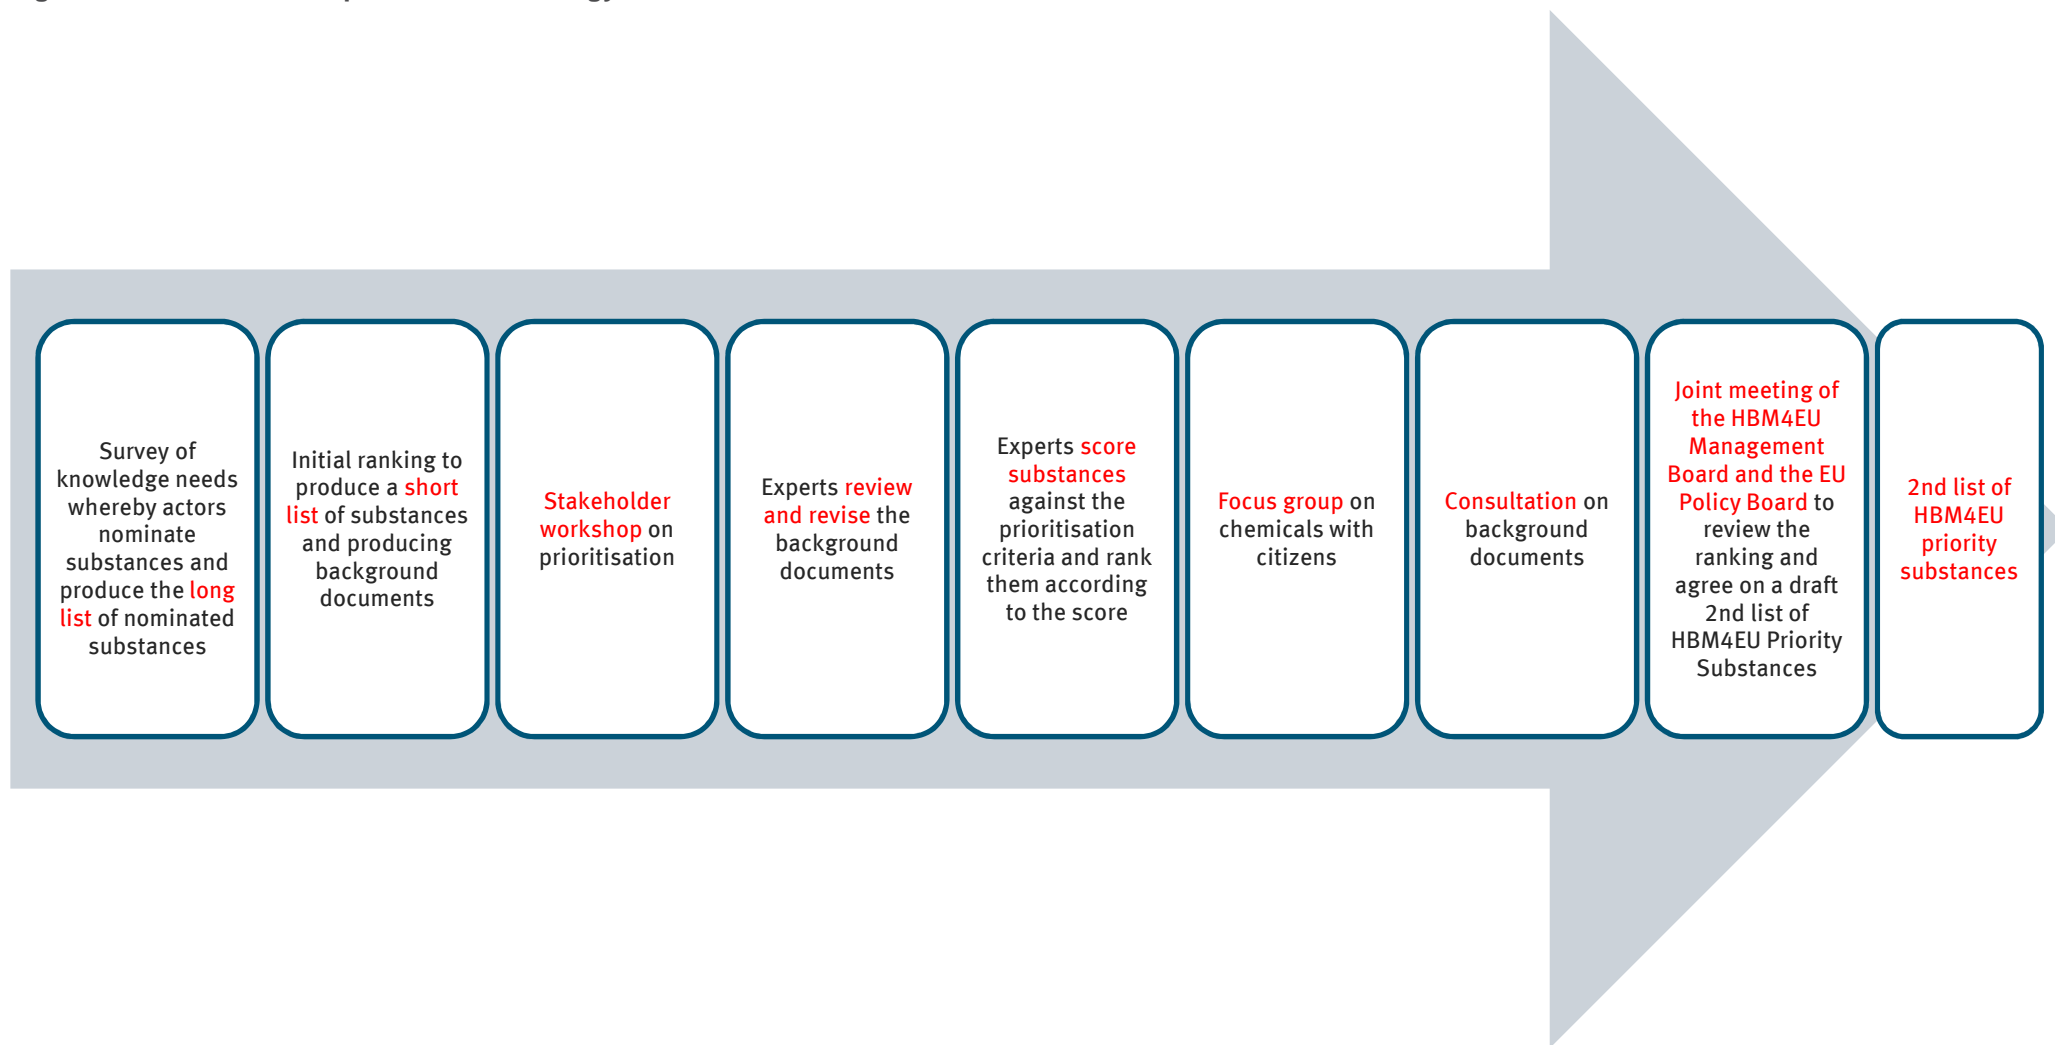 Survey of
knowledge needs
whereby actors
nominate
substances and
produce the long
list of nominated
substances
Initial ranking to
produce a short
list of substances
and producing
background
documents
Stakeholder
workshop on
prioritisation
Experts review
and revise the
background
documents
Experts score
substances
against the
prioritisation
criteria and rank
them according
to the score
Focus group on
chemicals with
citizens
Consultation on
background
documents
Joint meeting of
the HBM4EU
Management
Board and the EU
Policy Board to
review the
ranking and
agree on a draft
2nd list of
HBM4EU Priority
Substances
2nd list of
HBM4EU
priority
substances